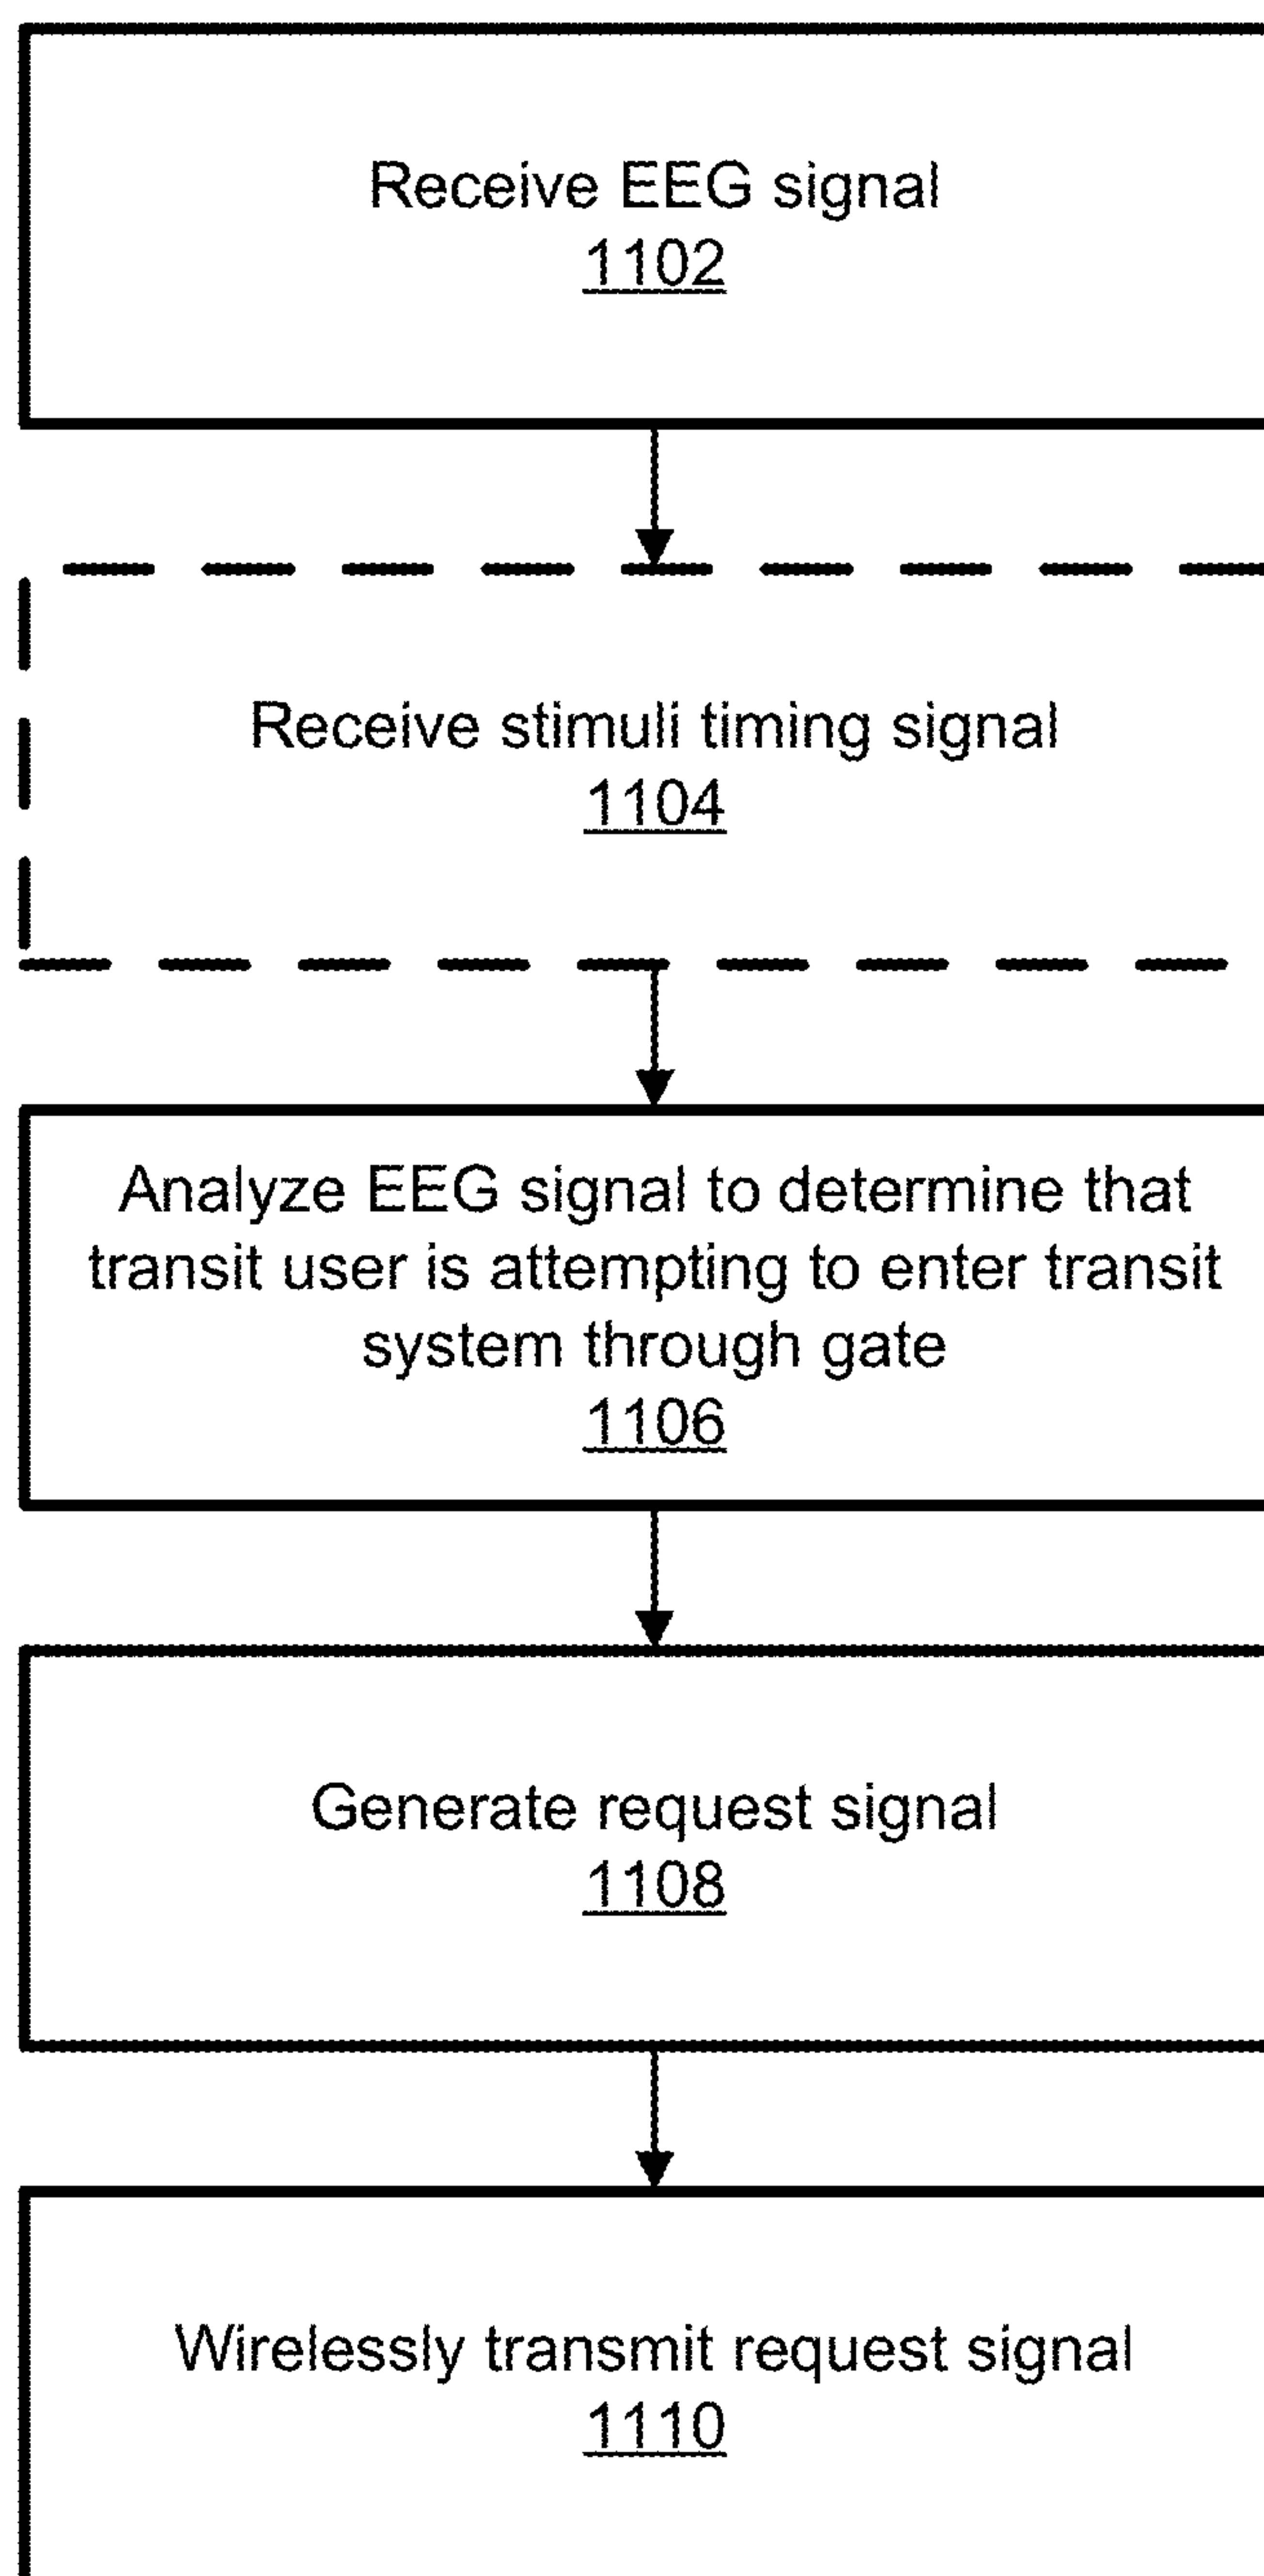 Receive EEG signal
1102
Receive stimuli timing signal
1104
Analyze EEG signal to determine that
transit user is attempting to enter transit
system through gate
1106
Generate request signal
1108
Wirelessly transmit request signal
1110